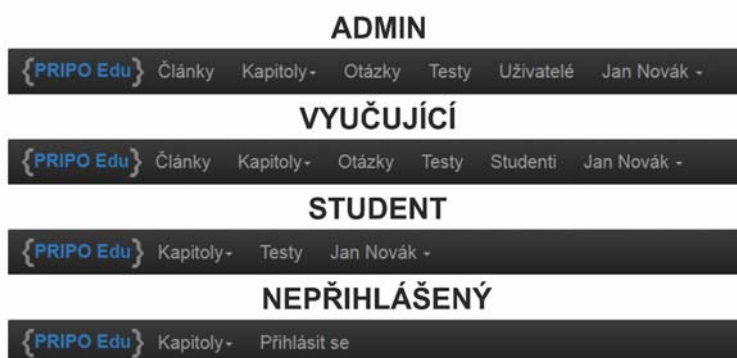 ADMIN
{PRIPO Edu} Články Kapitoly Otázky Testy Uživatelé Jan Novák
VYUČUJÍCÍ
{PRIPO Edu} Články Kapitoly Otázky Testy Studenti Jan Novák
STUDENT
{PRIPO Edu} Kapitoly Testy Jan Novák
NEPŘIHLÁŠENÝ
{PRIPO Edu} Kapitoly Přihlásit se